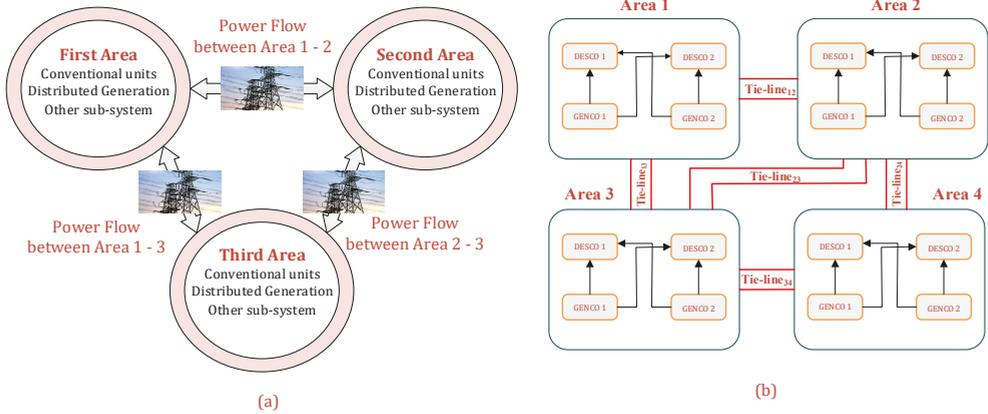 Power Flow
between Area 1 - 2
First Area
Conventional units
Distributed Generation
Other sub-system
Second Area
Conventional units
Distributed Generation
Other sub-system
Power Flow
between Area 1 - 3
Power Flow
between Area 2 - 3
Third Area
Conventional units
Distributed Generation
Other sub-system
(a)
Area 1
DESCO 1
DESCO 2
GENCO 1
GENCO 2
Tie-line12
Area 2
DESCO 1
DESCO 2
GENCO 1
GENCO 2
Tie-line13
Tie-line23
Tie-line24
Area 3
DESCO 1
DESCO 2
GENCO 1
GENCO 2
Tie-line34
Area 4
DESCO 1
DESCO 2
GENCO 1
GENCO 2
(b)